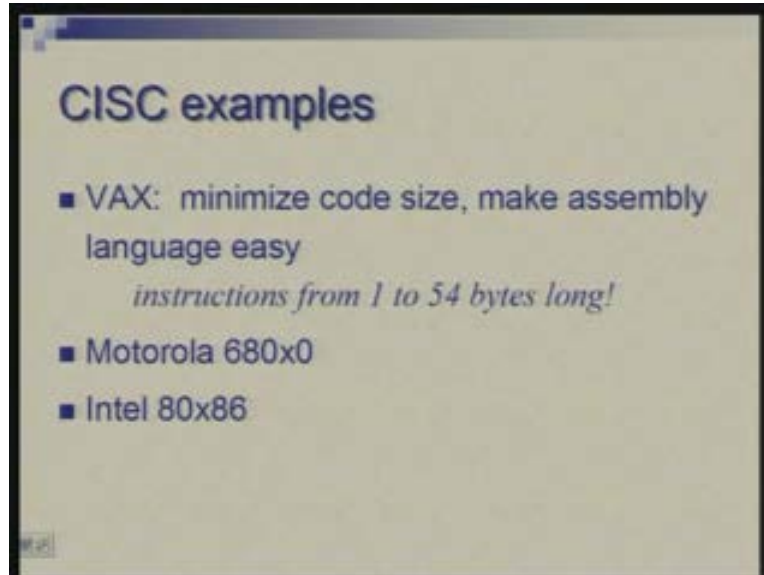 CISC examples
■ VAX: minimize code size, make assembly
language easy
instructions from 1 to 54 bytes long!
■ Motorola 680x0
■ Intel 80x86